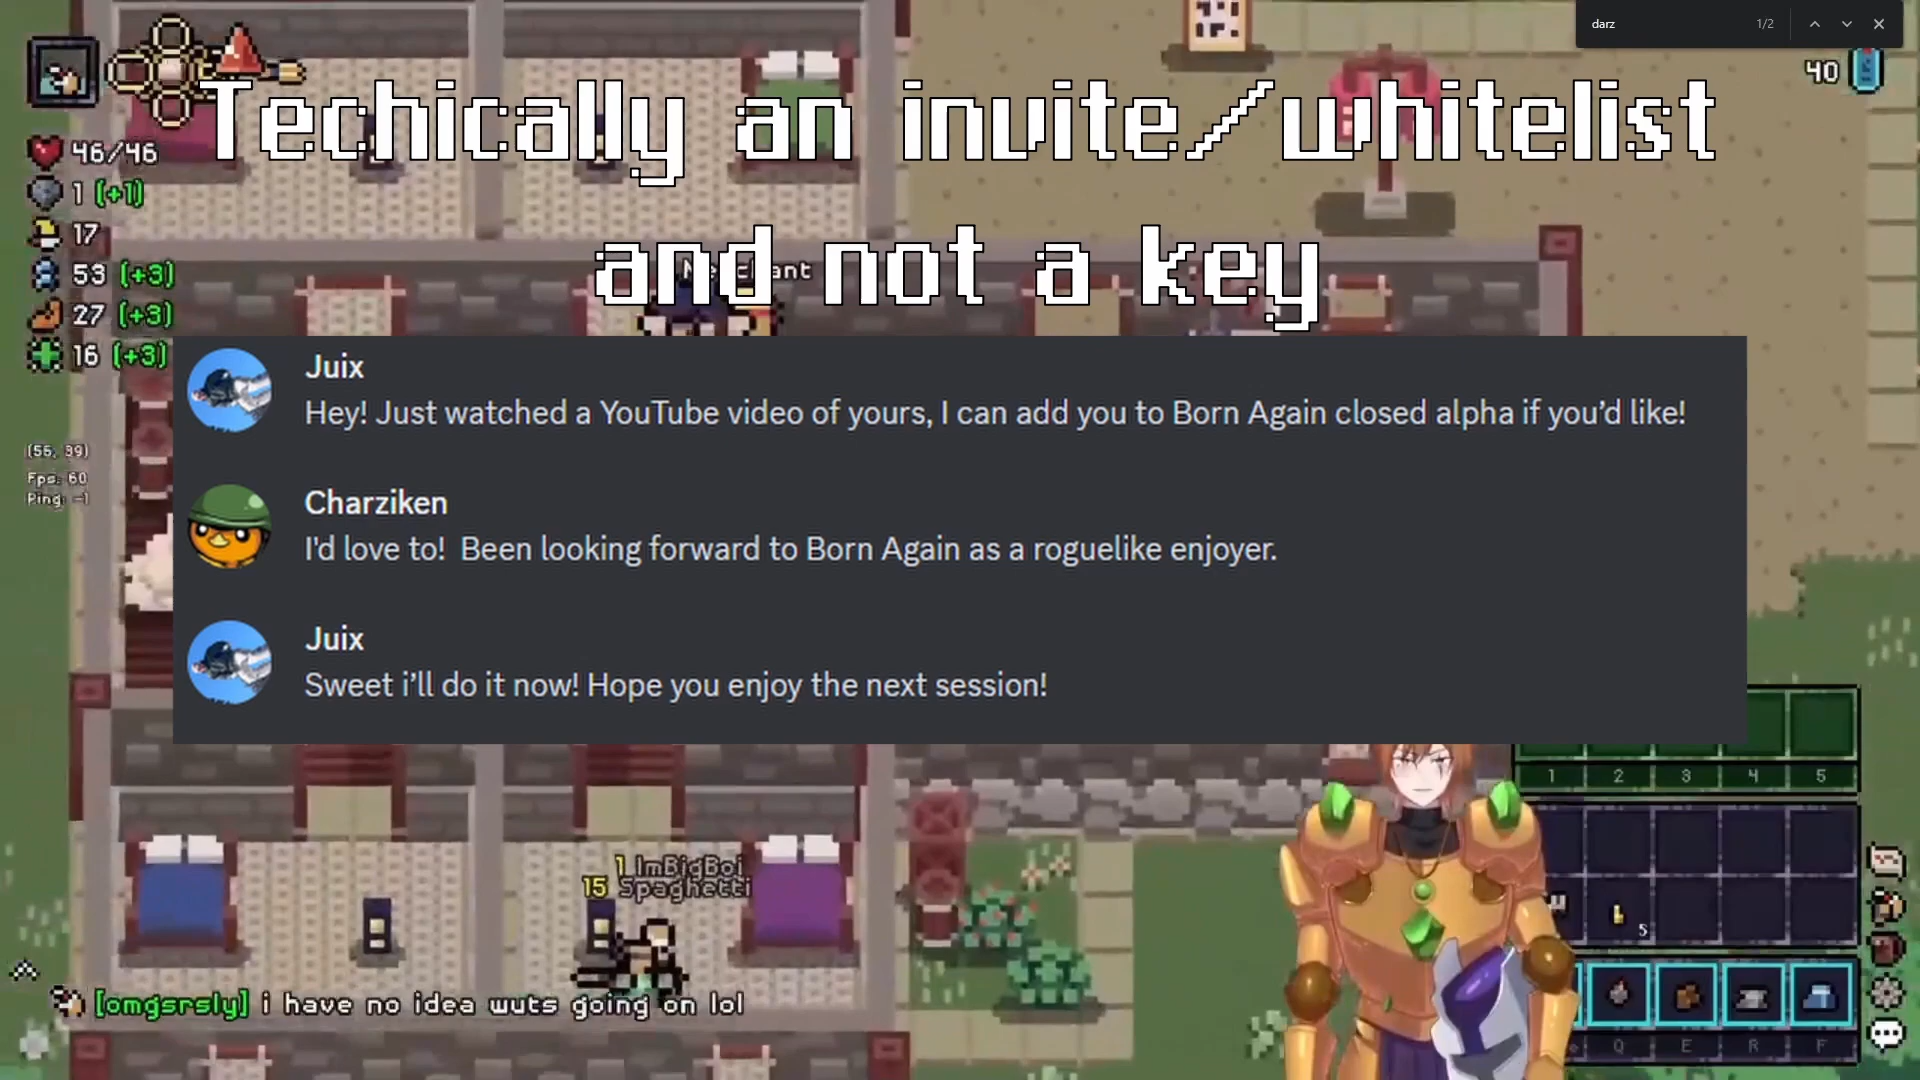 darz 1/2
40
Techically an invite/whitelist
and not a key
46/46
1 (+1)
17
53 (+3)
27 (+3)
16 (+3)
Juix
Hey! Just watched a YouTube video of yours, I can add you to Born Again closed alpha if you’d like!
(56, 39)
Fps: 60
Ping: -1
Charziken
I'd love to!  Been looking forward to Born Again as a roguelike enjoyer.
Juix
Sweet i’ll do it now! Hope you enjoy the next session!
1 2 3 4 5
1 ImBigBoi
15 Spaghetti
5
[omgsrsly] i have no idea wuts going on lol
Q E R F